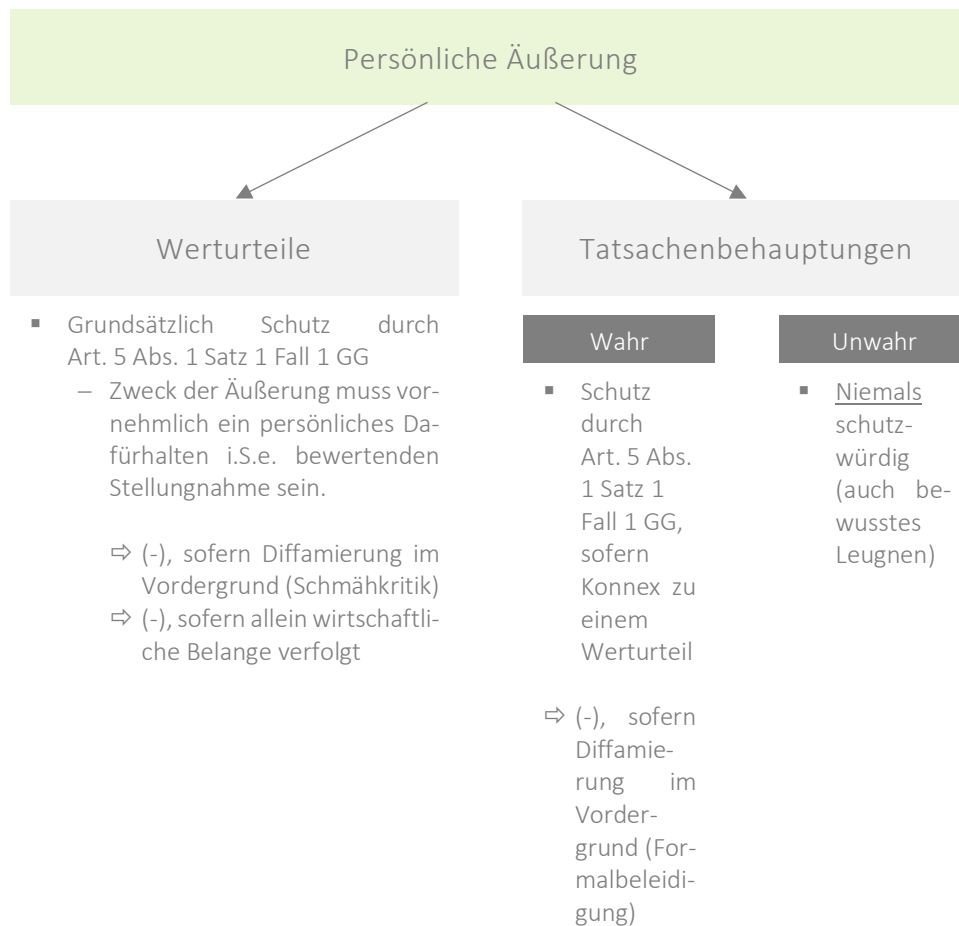 Persönliche Äußerung
Werturteile
▪ Grundsätzlich Schutz durch
Art. 5 Abs. 1 Satz 1 Fall 1 GG
– Zweck der Äußerung muss vor-
nehmlich ein persönliches Da-
fürhalten i.S.e. bewertenden
Stellungnahme sein.
⇨ (-), sofern Diffamierung im
Vordergrund (Schmähkritik)
⇨ (-), sofern allein wirtschaftli-
che Belange verfolgt
Tatsachenbehauptungen
Wahr
▪ Schutz
durch
Art. 5 Abs.
1 Satz 1
Fall 1 GG,
sofern
Konnex zu
einem
Werturteil
⇨ (-), sofern
Diffamie-
rung im
Vorder-
grund (For-
malbeleidi-
gung)
Unwahr
▪ Niemals
schutz-
würdig
(auch be-
wusstes
Leugnen)